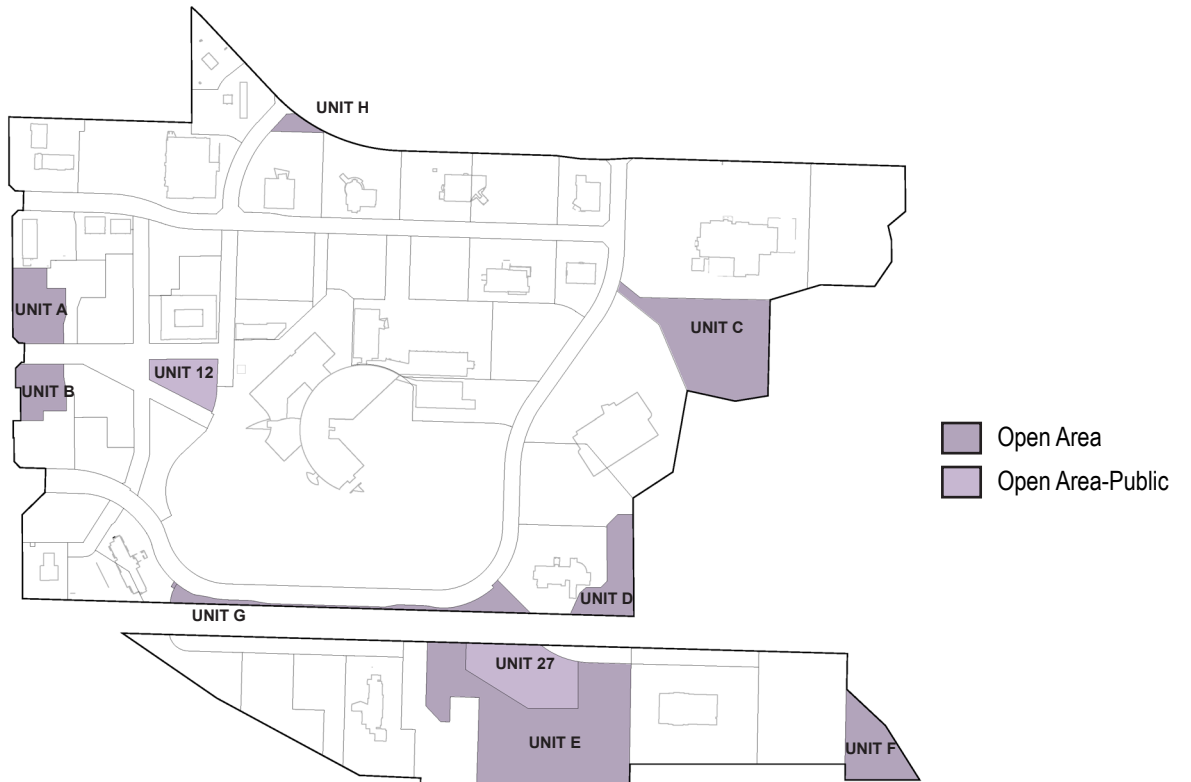 UNIT H
UNIT A
UNIT C
UNIT 12
UNIT B
Open Area
Open Area-Public
UNIT D
UNIT G
UNIT 27
UNIT E
UNIT F